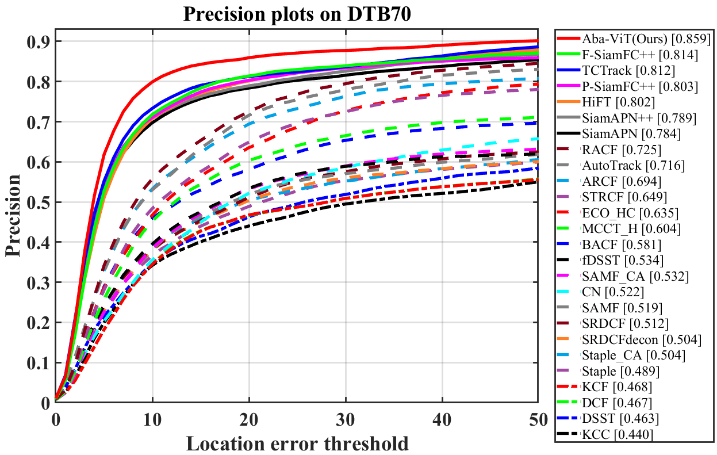 Precision plots on DTB70
Precision
0.9
0.8
0.7
0.6
0.5
0.4
0.3
0.2
0.1
0
0
10
20
30
40
50
Location error threshold
Aba-ViT(Ours) [0.859]
F-SiamFC++ [0.814]
TCTrack [0.812]
P-SiamFC++ [0.803]
HiFT [0.802]
SiamAPN++ [0.789]
SiamAPN [0.784]
RACF [0.725]
AutoTrack [0.716]
ARCF [0.694]
STRCF [0.649]
ECO_HC [0.635]
MCCT_H [0.604]
BACF [0.581]
fDSST [0.534]
SAMF_CA [0.532]
CN [0.522]
SAMF [0.519]
SRDCF [0.512]
SRDCFdecon [0.504]
Staple_CA [0.504]
Staple [0.489]
KCF [0.468]
DCF [0.467]
DSST [0.463]
KCC [0.440]